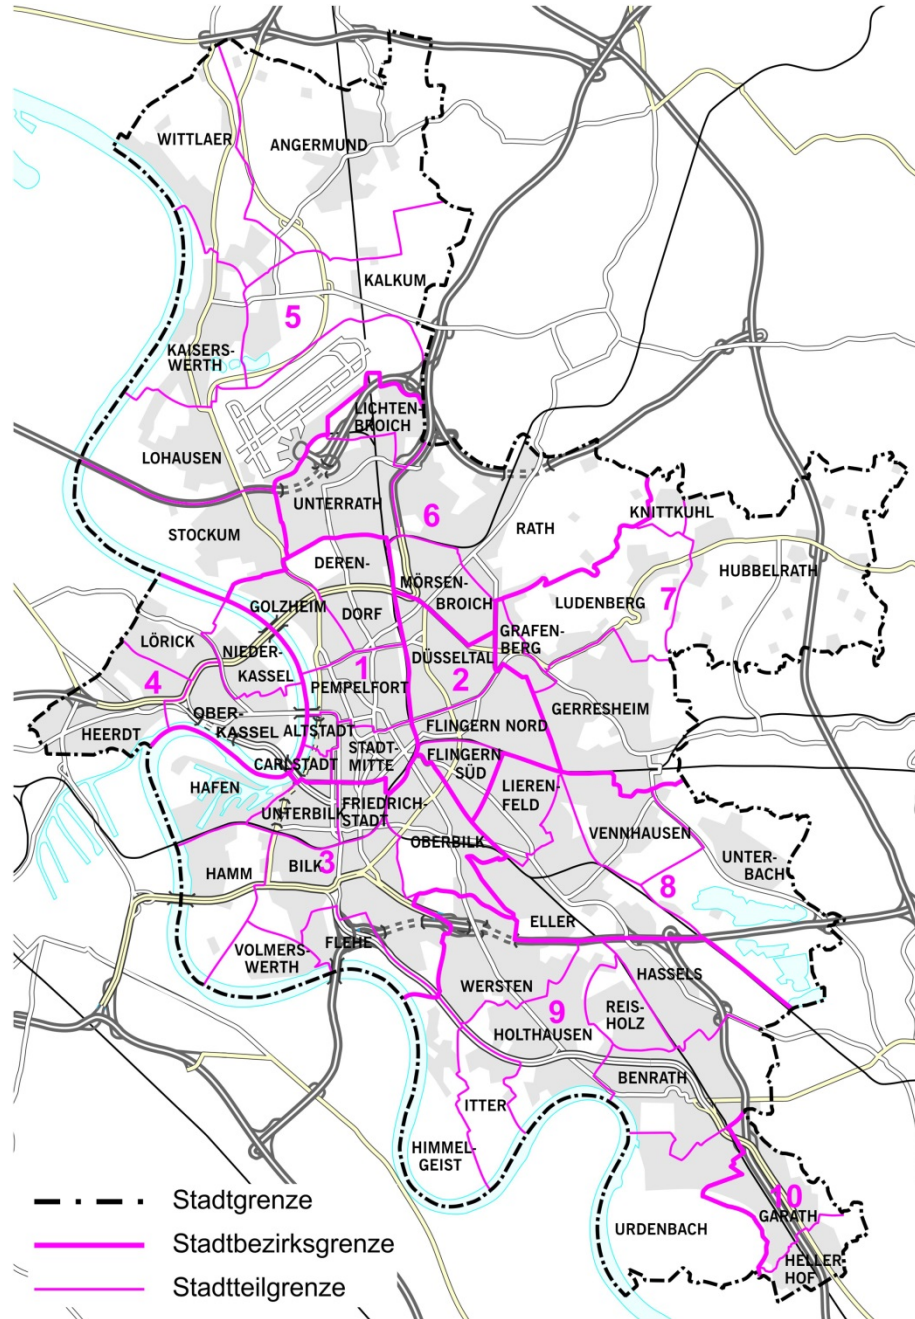 WITTLAER
ANGERMUND
KALKUM
5
KAISERS-
WERTH
LICHTEN-
BROICH
LOHAUSEN
UNTERRATH
6
KNITTKUHL
STOCKUM
RATH
DEREN-
MÖRSEN-
HUBBELRATH
GOLZHEIM
DORF
BROICH
LUDENBERG
7
LÖRICK
GRAFEN-
BERG
NIEDER-
KASSEL
1
DÜSSELTAL
4
PEMPELFORT
2
OBER-
KASSEL
GERRESHEIM
HEERDT
ALTSTADT
FLINGERN NORD
STADT-
MITTE
FLINGERN
SÜD
CARLSTADT
HAFEN
LIEREN-
FELD
UNTERBILK
FRIEDRICH-
STADT
OBERBILK
VENNHAUSEN
UNTER-
BACH
HAMM
BILK
3
8
ELLER
VOLMERS-
WERTH
FLEHE
WERSTEN
HASSELS
9
REIS-
HOLZ
HOLTHAUSEN
BENRATH
ITTER
HIMMEL-
GEIST
10
GARATH
URDENBACH
HELLER
HOF
Stadtgrenze
Stadtbezirksgrenze
Stadtteilgrenze